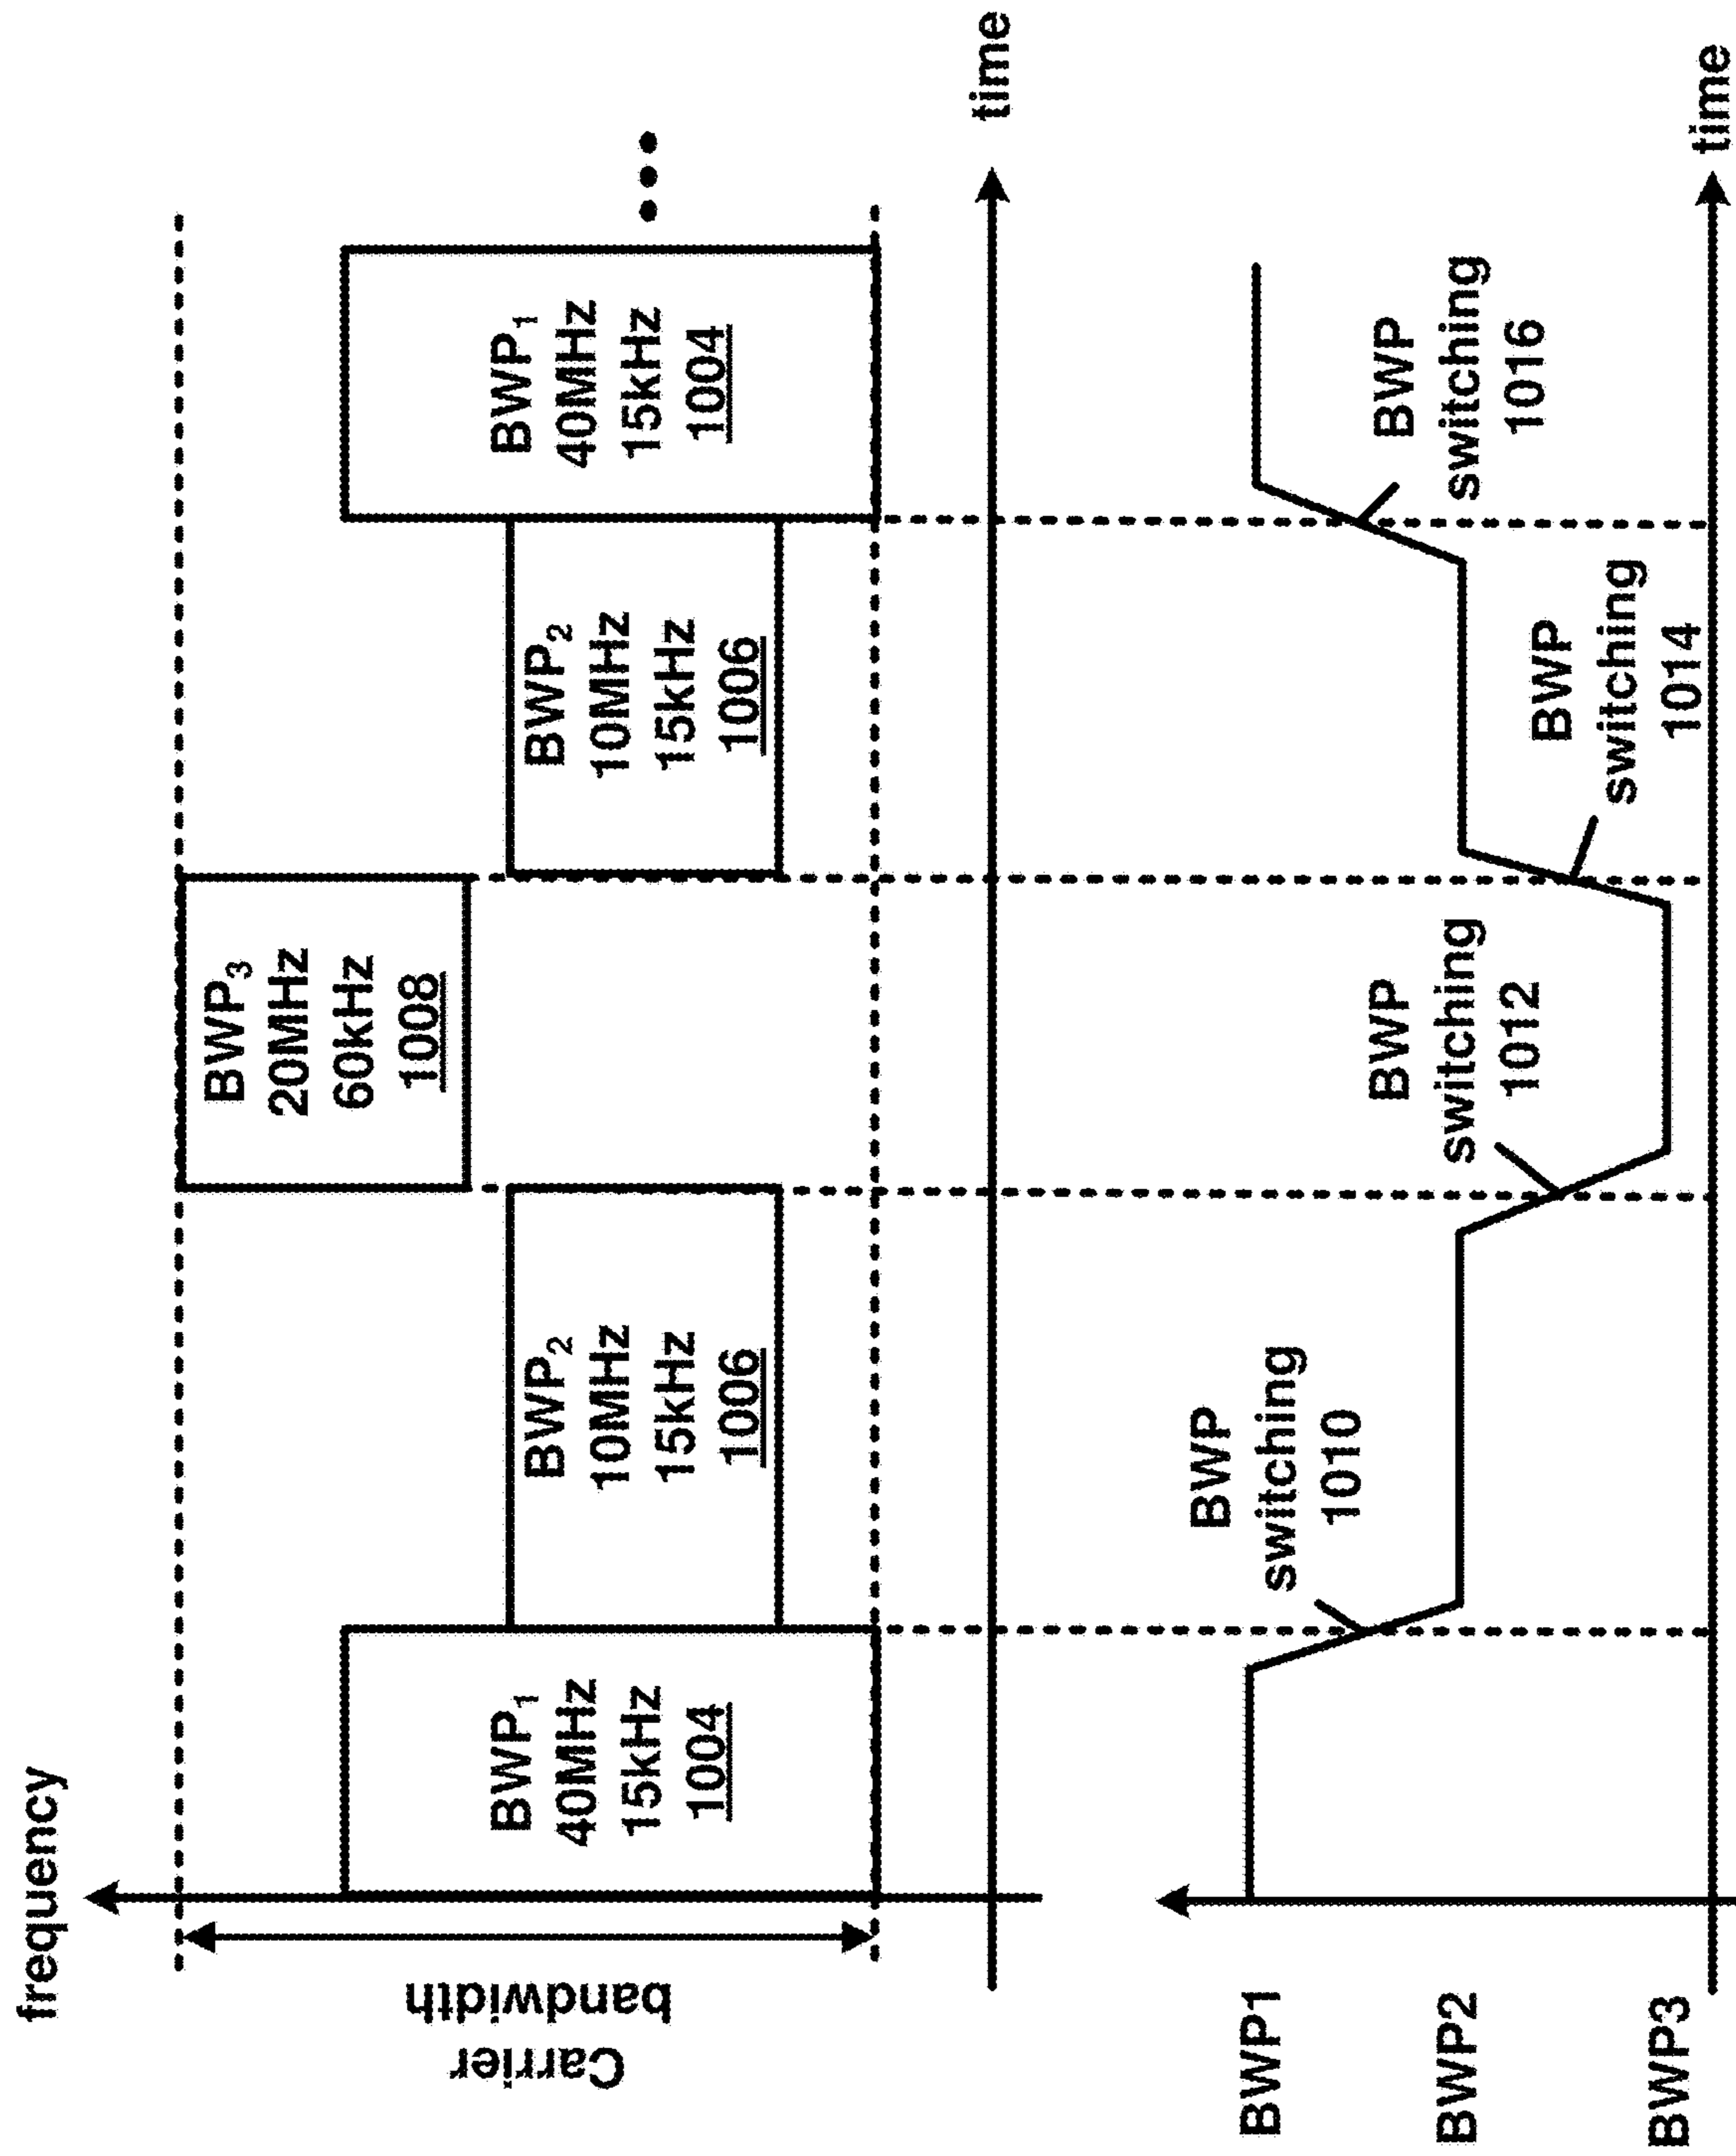 frequency
Carrier
bandwidth
BWP1
40MHz
15kHz
1004
BWP2
10MHz
15kHz
1006
BWP3
20MHz
60kHz
1008
BWP2
10MHz
15kHz
1006
BWP1
40MHz
15kHz
1004
time
BWP1
BWP2
BWP3
BWP
switching
1010
BWP
switching
1012
BWP
switching
1014
BWP
switching
1016
time